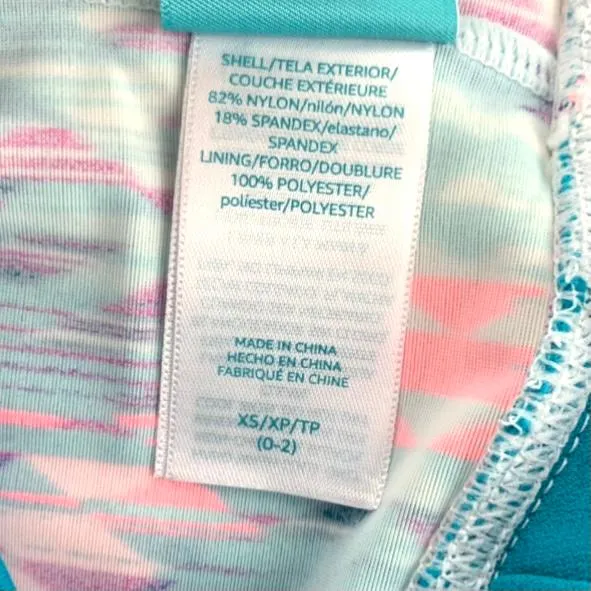 SHELL/TELA EXTERIOR/
COUCHE EXTÉRIEURE
82% NYLON/nilón/NYLON
18% SPANDEX/elastano/
SPANDEX
LINING/FORRO/DOUBLURE
100% POLYESTER/
poliester/POLYESTER
MADE IN CHINA
HECHO EN CHINA
FABRIQUÉ EN CHINE
XS/XP/TP
(0-2)